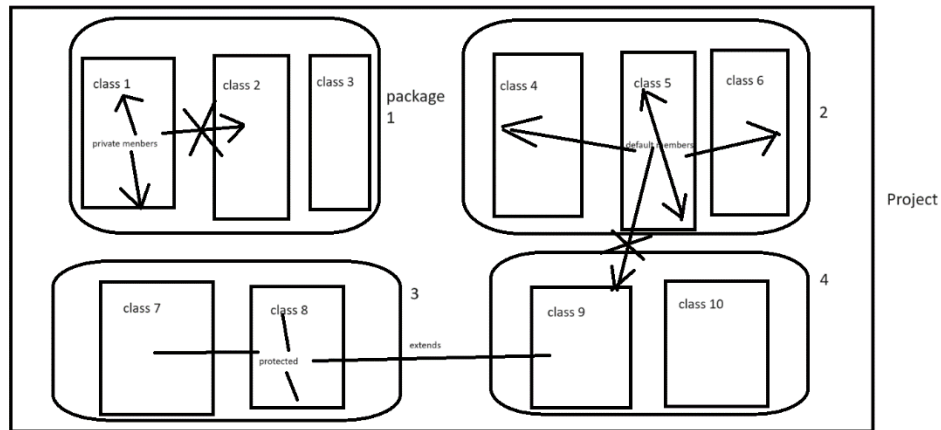 class 1
class 2
class 3
private menbers
package
1
class 4
class 5
class 6
default members
2
Project
class 7
class 8
protected
3
extends
class 9
class 10
4